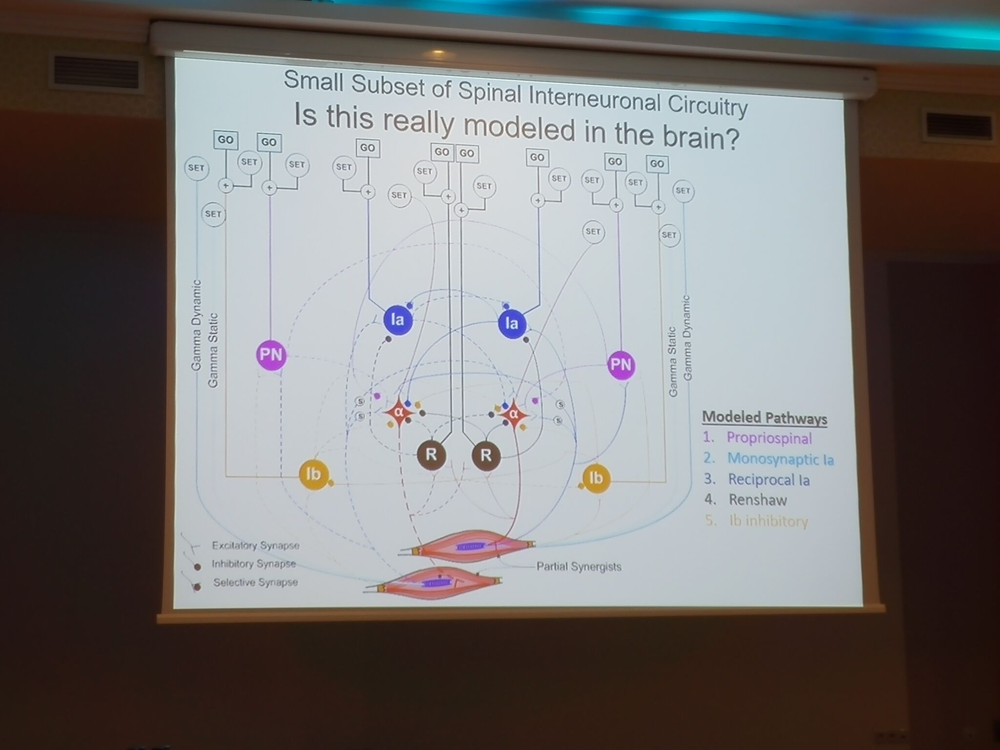 Small Subset of Spinal Interneuronal Circuitry
Is this really modeled in the brain?
GO
GO
GO
GO
GO
GO
GO
GO
SET
SET
SET
SET
SET
SET
SET
SET
SET
SET
SET
SET
SET
SET
+
+
+
+
+
+
+
+
Gamma Dynamic
Gamma Static
Gamma Static
Gamma Dynamic
Ia
Ia
PN
PN
S
S
S
S
α
α
R
R
Ib
Ib
Modeled Pathways
1. Propriospinal
2. Monosynaptic Ia
3. Reciprocal Ia
4. Renshaw
5. Ib inhibitory
Excitatory Synapse
Inhibitory Synapse
Selective Synapse
Partial Synergists